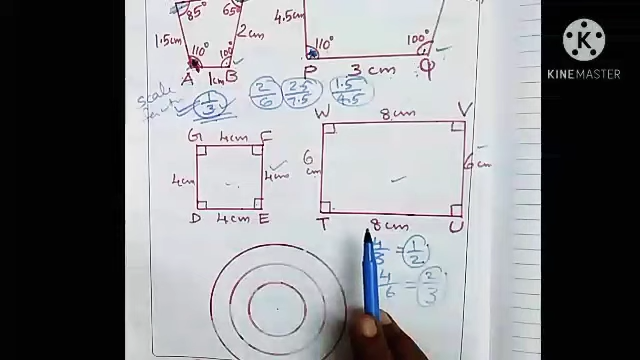 85° 65°
1.5cm 2cm
110° 100°
A 1cm B
4.5cm
110° 100°
P 3 cm Q
K
KINEMASTER
scale
1/3
2/6 2.5/7.5 1.5/4.5
G 4cm F
4cm 4cm
D 4cm E
W 8cm V
6 cm 6 cm
T 8cm U
= 1/2
4/6 = 2/3